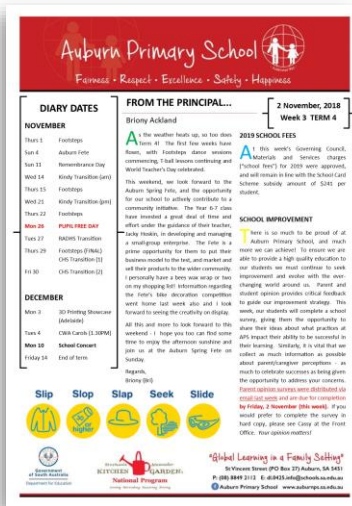 Auburn Primary School
Fairness • Respect • Excellence • Safety • Happiness
DIARY DATES
NOVEMBER
Thurs 1 Footsteps
Sun 4 Auburn Fete
Sun 11 Remembrance Day
Wed 14 Kindy Transition (am)
Thurs 15 Footsteps
Wed 21 Kindy Transition (pm)
Thurs 22 Footsteps
Mon 26 PUPIL FREE DAY
Tues 27 RADHS Transition
Thurs 29 Footsteps (FINAL)
CHS Transition (1)
Fri 30 CHS Transition (2)
DECEMBER
Mon 3 3D Printing Showcase
(Adelaide)
Tues 4 CWA Carols (1.30PM)
Mon 10 School Concert
Friday 14 End of term
FROM THE PRINCIPAL...
Briony Ackland
As the weather heats up, so too does
Term 4! The first few weeks have
flown, with Footsteps dance sessions
commencing, T-ball lessons continuing and
World Teacher's Day celebrated.
This weekend, we look forward to the
Auburn Spring Fete, and the opportunity
for our school to actively contribute to a
community initiative. The Year 6-7 class
have invested a great deal of time and
effort under the guidance of their teacher,
Jacky Hoskin, in developing and managing
a small-group enterprise. The Fete is a
prime opportunity for them to put their
business model to the test, and market and
sell their products to the wider community.
I personally have a bees wax wrap or two
on my shopping list! Information regarding
the Fete's bike decoration competition
went home last week also and I look
forward to seeing the creativity on display.
All this and more to look forward to this
weekend - I hope you too can find some
time to enjoy the afternoon sunshine and
join us at the Auburn Spring Fete on
Sunday.
Regards,
Briony (Bri)
2 November, 2018
Week 3 TERM 4
2019 SCHOOL FEES
At this week's Governing Council,
Materials and Services charges
("school fees") for 2019 were approved,
and will remain in line with the School Card
Scheme subsidy amount of $241 per
student.
SCHOOL IMPROVEMENT
There is so much to be proud of at
Auburn Primary School, and much
more we can achieve! To ensure we are
able to provide a high quality education to
our students we must continue to seek
improvement and evolve with the ever-
changing world around us. Parent and
student opinion provides critical feedback
to guide our improvement strategy. This
week, our students will complete a school
survey, giving them the opportunity to
share their ideas about what practices at
APS impact their ability to be successful in
their learning. Similarly, it is vital that we
collect as much information as possible
about parent/caregiver perceptions - as
much to celebrate successes as being given
the opportunity to address your concerns.
Parent opinion surveys were distributed via
email last week and are due for completion
by Friday, 2 November (this week). If you
would prefer to complete the survey in
hard copy, please see Cassy at the Front
Office. Your opinion matters!
Slip Slop Slap Seek Slide
30+ or higher
Government
of South Australia
Department for Education
KITCHEN GARDEN
National Program
"Global Learning in a Family Setting"
St Vincent Street (PO Box 27) Auburn, SA 5451
P: (08) 8849 2112 E: dl.0425.info@schools.sa.edu.au
Auburn Primary School www.auburnps.sa.edu.au